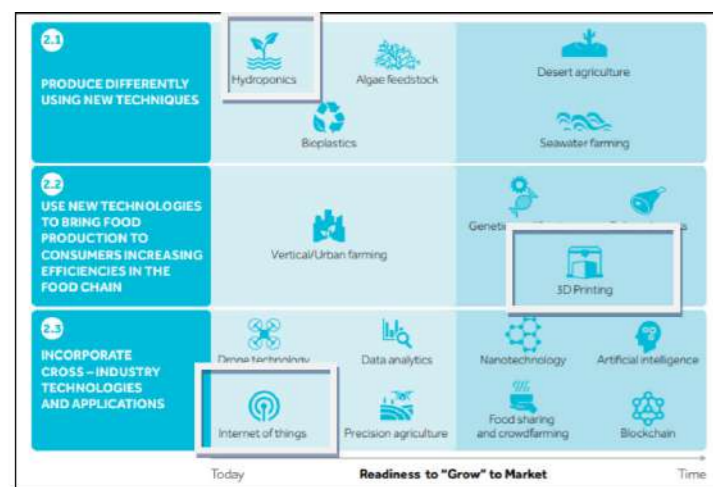 2.1
PRODUCE DIFFERENTLY
USING NEW TECHNIQUES
Hydroponics
Algae feedstock
Desert agriculture
Bioplastics
Seawater farming
2.2
USE NEW TECHNOLOGIES
TO BRING FOOD
PRODUCTION TO
CONSUMERS INCREASING
EFFICIENCIES IN THE
FOOD CHAIN
Vertical/Urban farming
3D Printing
2.3
INCORPORATE
CROSS – INDUSTRY
TECHNOLOGIES
AND APPLICATIONS
Drone technology
Data analytics
Nanotechnology
Artificial intelligence
Internet of things
Precision agriculture
Food sharing
and crowdfarming
Blockchain
Today
Readiness to "Grow" to Market
Time